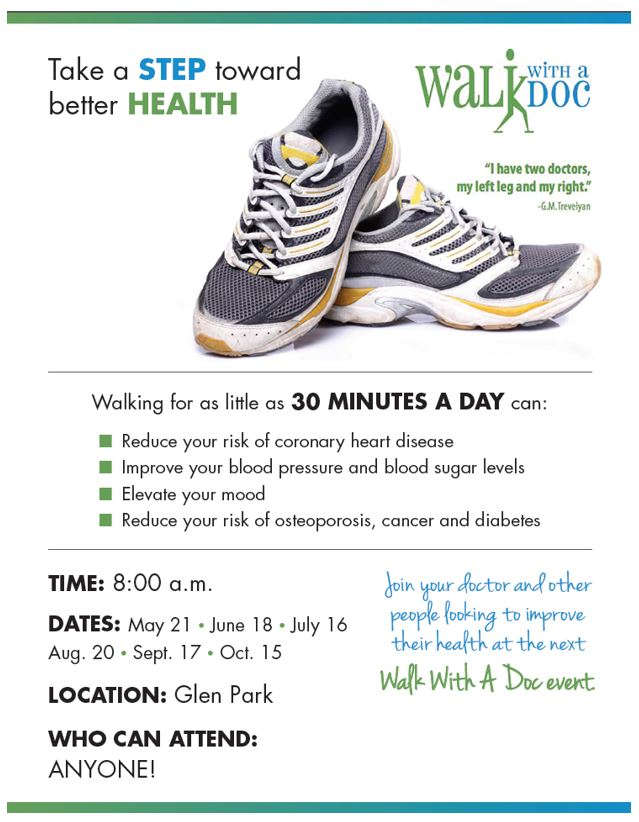 Take a STEP toward
better HEALTH
WALK WITH A DOC
“I have two doctors,
my left leg and my right.”
-G.M.Trevelyan
Walking for as little as 30 MINUTES A DAY can:
Reduce your risk of coronary heart disease
Improve your blood pressure and blood sugar levels
Elevate your mood
Reduce your risk of osteoporosis, cancer and diabetes
TIME: 8:00 a.m.
DATES: May 21 • June 18 • July 16
Aug. 20 • Sept. 17 • Oct. 15
LOCATION: Glen Park
WHO CAN ATTEND:
ANYONE!
Join your doctor and other
people looking to improve
their health at the next
Walk With A Doc event.